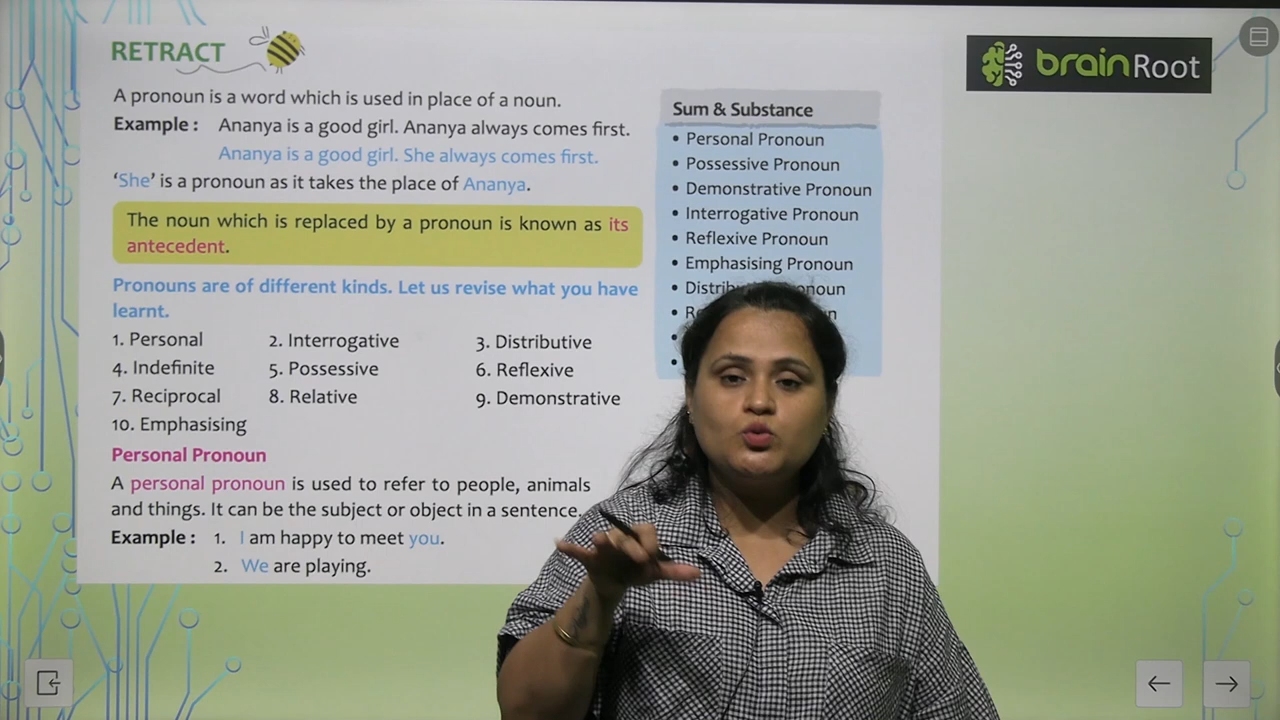 RETRACT
A pronoun is a word which is used in place of a noun.
Example : Ananya is a good girl. Ananya always comes first.
Ananya is a good girl. She always comes first.
‘She’ is a pronoun as it takes the place of Ananya.
The noun which is replaced by a pronoun is known as its
antecedent.
Pronouns are of different kinds. Let us revise what you have
learnt.
1. Personal 2. Interrogative 3. Distributive
4. Indefinite 5. Possessive 6. Reflexive
7. Reciprocal 8. Relative 9. Demonstrative
10. Emphasising
Personal Pronoun
A personal pronoun is used to refer to people, animals
and things. It can be the subject or object in a sentence.
Example : 1. I am happy to meet you.
2. We are playing.
Sum & Substance
• Personal Pronoun
• Possessive Pronoun
• Demonstrative Pronoun
• Interrogative Pronoun
• Reflexive Pronoun
• Emphasising Pronoun
brainRoot